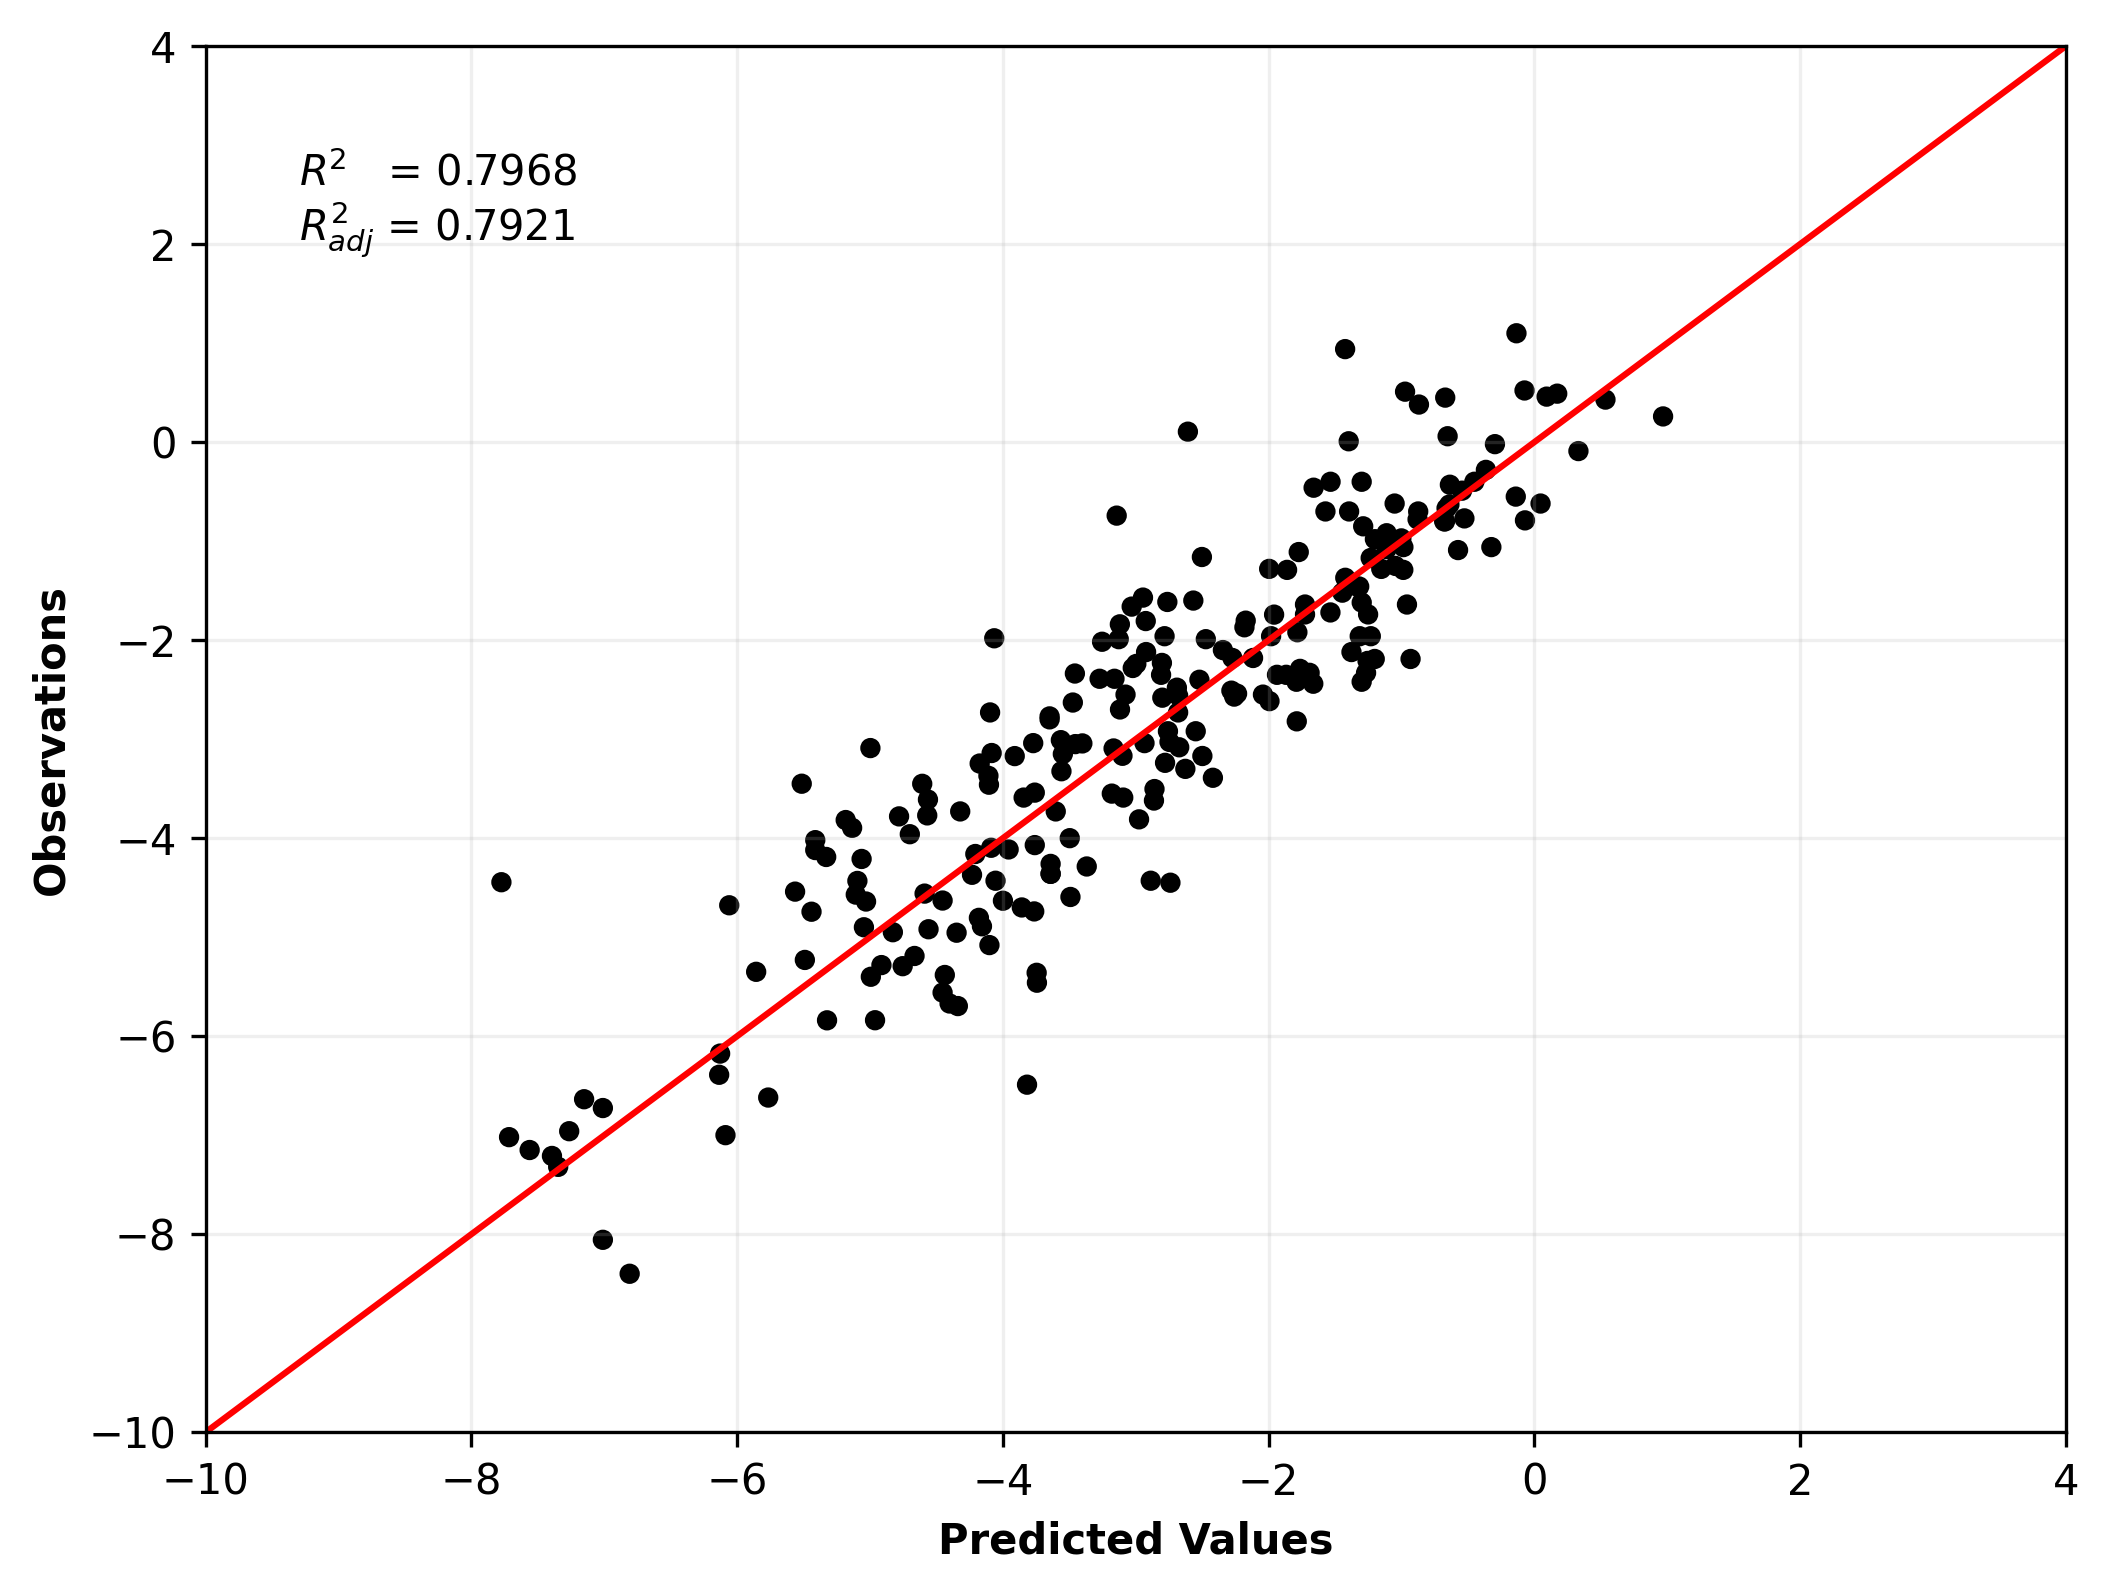 4
2
0
−2
−4
−6
−8
−10
R² = 0.7968
R²adj = 0.7921
Observations
−10 −8 −6 −4 −2 0 2 4
Predicted Values